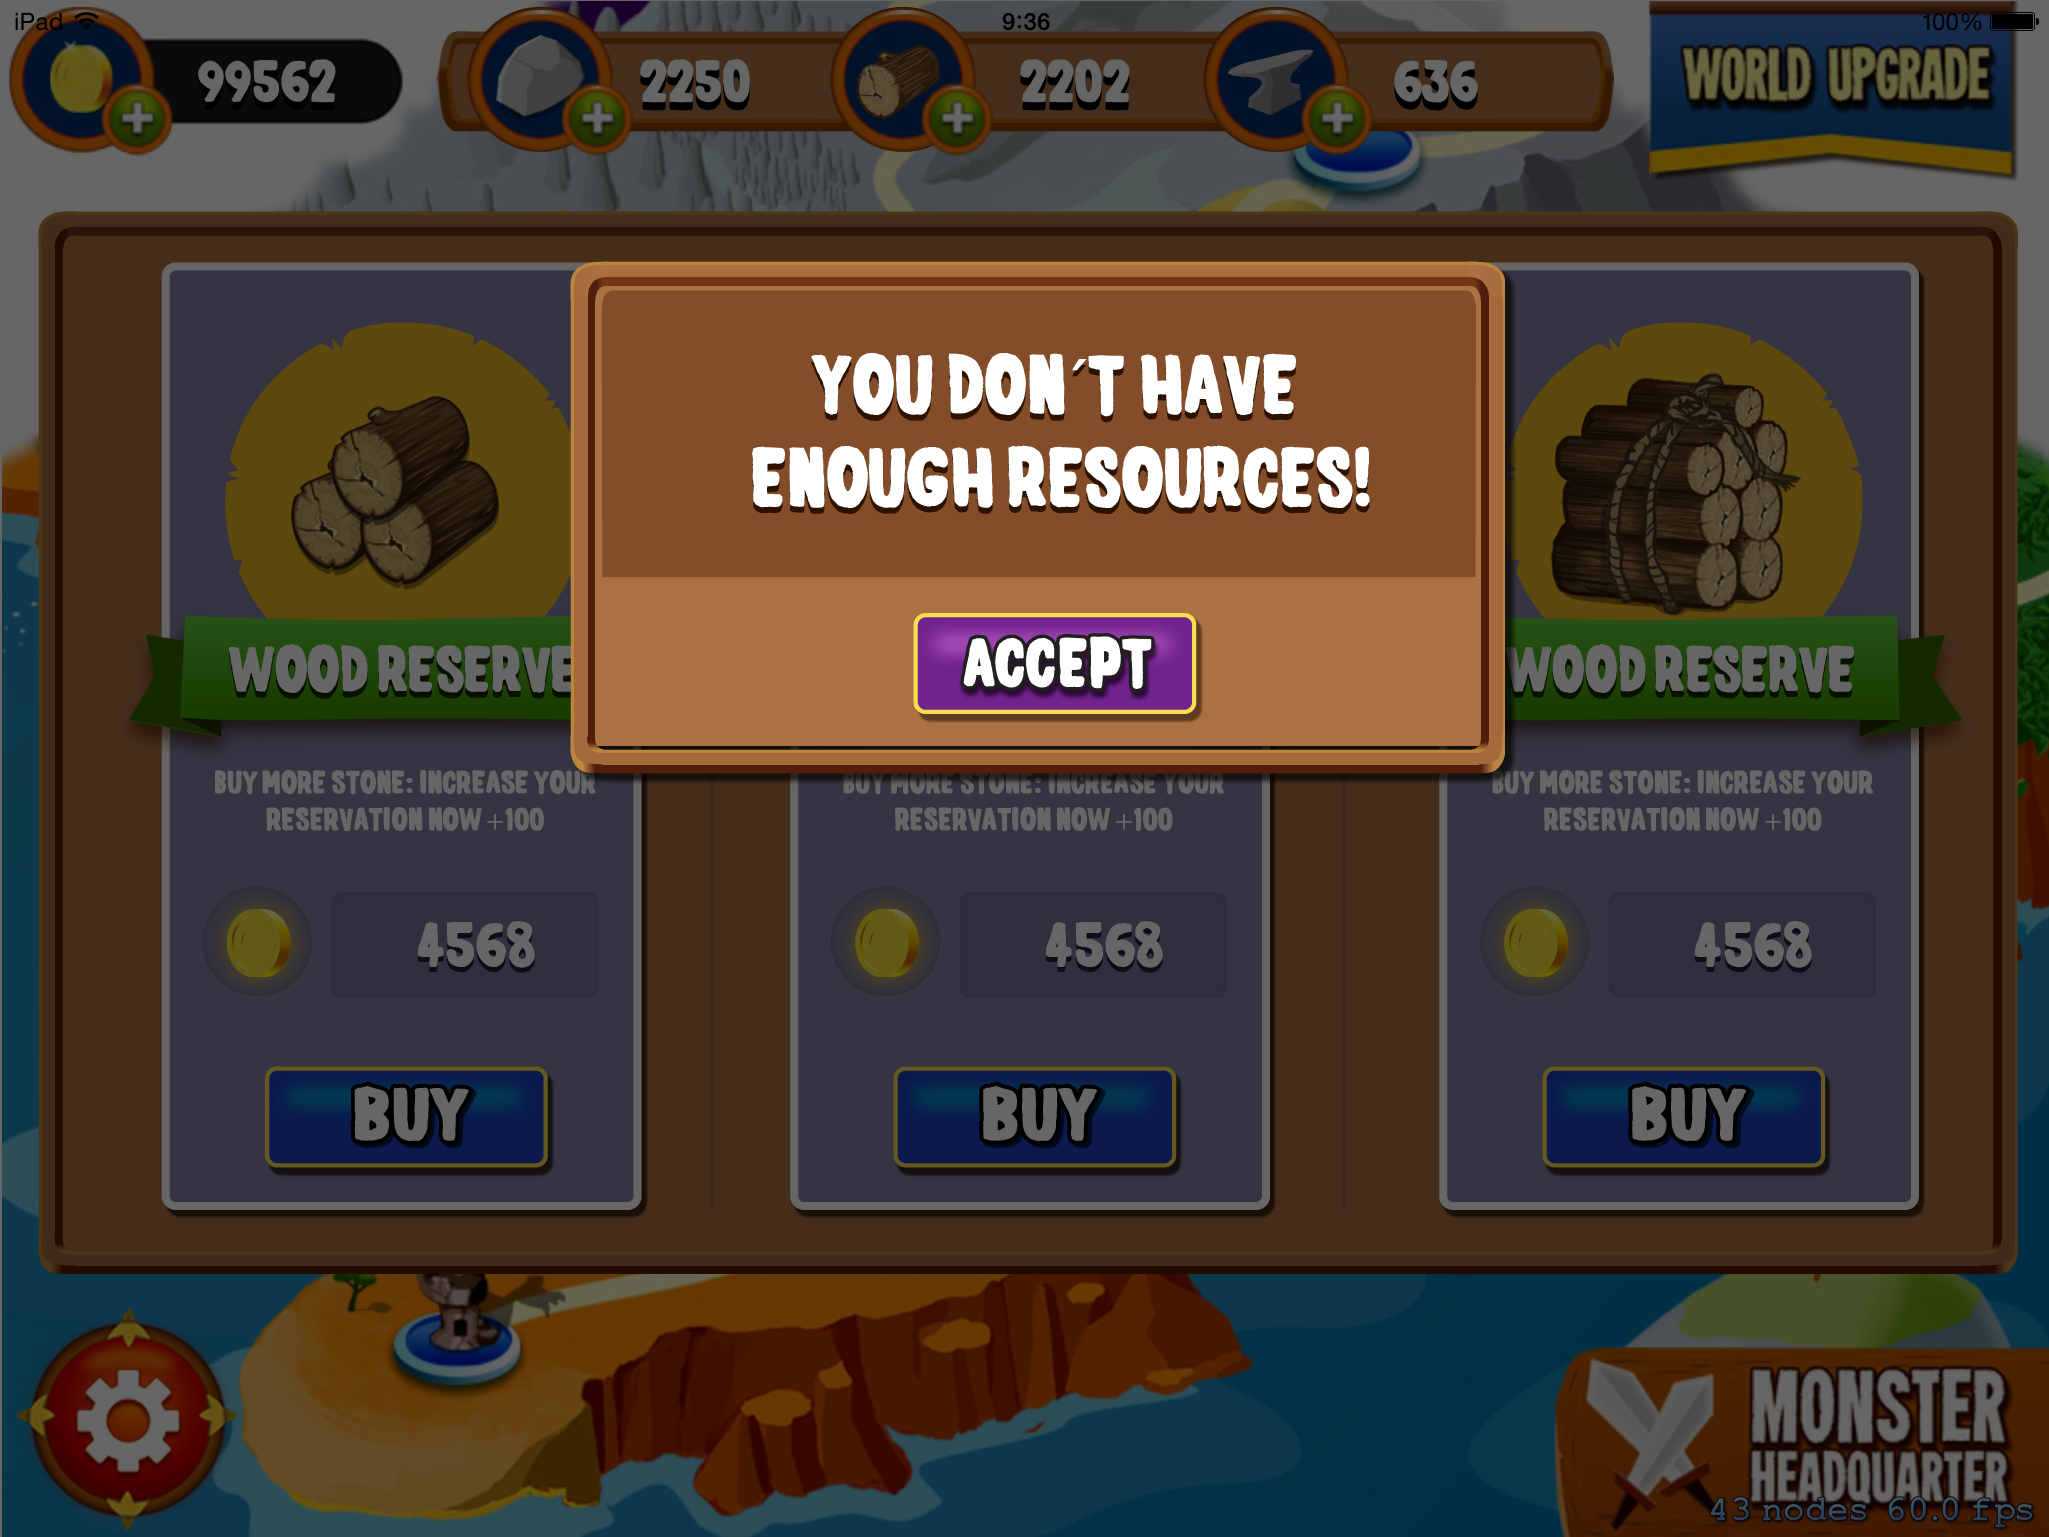 iPad
9:36
100%
99562
2250
2202
636
WORLD UPGRADE
YOU DON´T HAVE
ENOUGH RESOURCES!
ACCEPT
WOOD RESERVE
WOOD RESERVE
BUY MORE STONE: INCREASE YOUR
RESERVATION NOW +100
BUY MORE STONE: INCREASE YOUR
RESERVATION NOW +100
BUY MORE STONE: INCREASE YOUR
RESERVATION NOW +100
4568
4568
4568
BUY
BUY
BUY
MONSTER
HEADQUARTER
43 nodes 60.0 fps